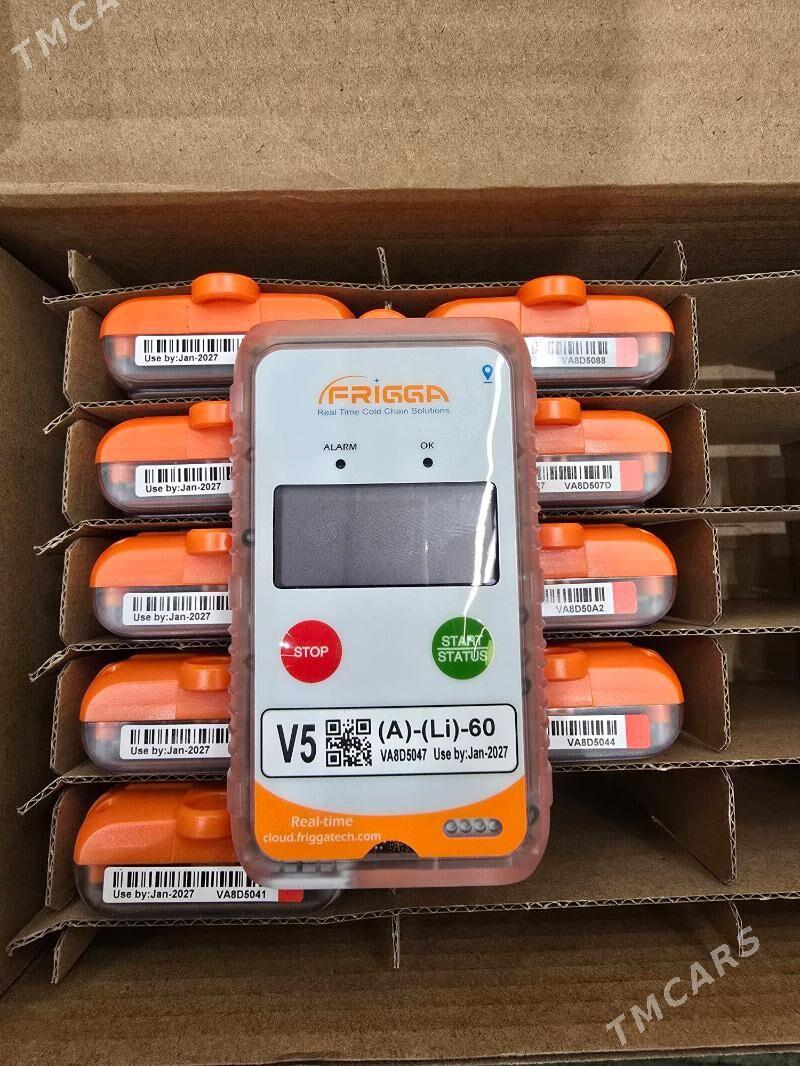 TMCARS
Use by:Jan-2027
VA8D5088
FRIGGA
Real Time Cold Chain Solutions
ALARM
OK
Use by:Jan-2027
VA8D507D
Use by:Jan-2027
VA8D50A2
STOP
START
STATUS
Use by:Jan-2027
VA8D5044
V5
(A)-(Li)-60
VA8D5047 Use by:Jan-2027
Real-time
cloud.friggatech.com
Use by:Jan-2027 VA8D5041
TMCARS